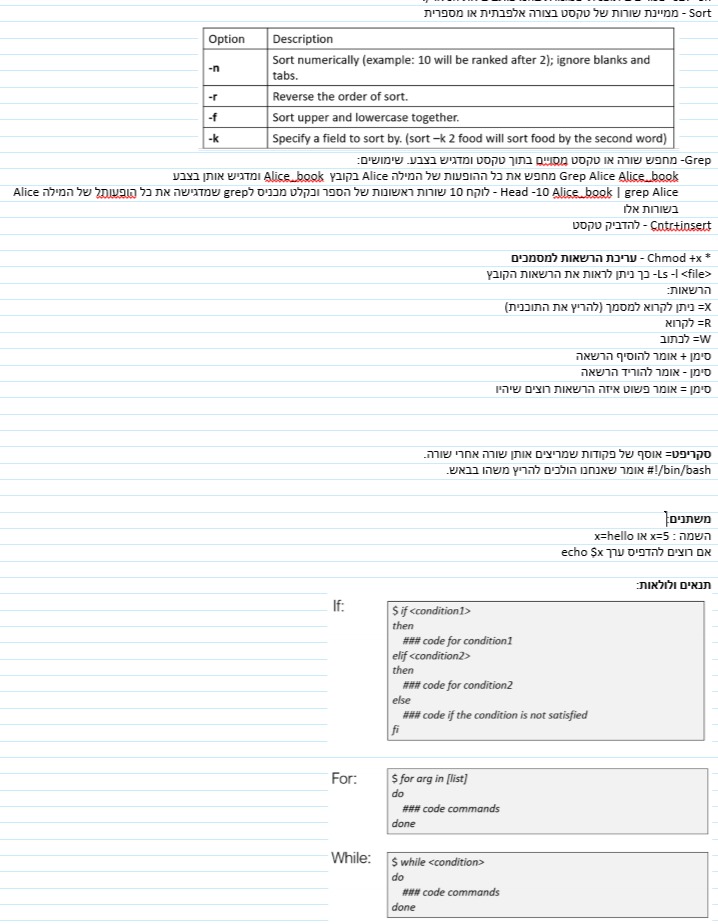 Sort - ממיינת שורות של טקסט בצורה אלפבתית או מספרית
Option Description
-n Sort numerically (example: 10 will be ranked after 2); ignore blanks and
tabs.
-r Reverse the order of sort.
-f Sort upper and lowercase together.
-k Specify a field to sort by. (sort –k 2 food will sort food by the second word)
Grep- מחפש שורה או טקסט מסויים בתוך טקסט ומדגיש בצבע. שימושים:
Grep Alice Alice_book מחפש את כל ההופעות של המילה Alice בקובץ Alice_book ומדגיש אותן בצבע
Head -10 Alice_book | grep Alice - לוקח 10 שורות ראשונות של הספר וכקלט מכניס לgrep שמדגישה את כל הופעותל של המילה Alice
בשורות אלו
Cntr+insert - להדביק טקסט
* Chmod +x - עריכת הרשאות למסמכים
Ls -l <file>- כך ניתן לראות את הרשאות הקובץ
הרשאות:
X= ניתן לקרוא למסמך (להריץ את התוכנית)
R= לקרוא
W= לכתוב
סימן + אומר להוסיף הרשאה
סימן - אומר להוריד הרשאה
סימן = אומר פשוט איזה הרשאות רוצים שיהיו
סקריפט= אוסף של פקודות שמריצים אותן שורה אחרי שורה.
#!/bin/bash אומר שאנחנו הולכים להריץ משהו בבאש.
משתנים:
השמה : x=5 או x=hello
אם רוצים להדפיס ערך echo $x
תנאים ולולאות:
If:
$ if <condition1>
then
### code for condition1
elif <condition2>
then
### code for condition2
else
### code if the condition is not satisfied
fi
For:
$ for arg in [list]
do
### code commands
done
While:
$ while <condition>
do
### code commands
done